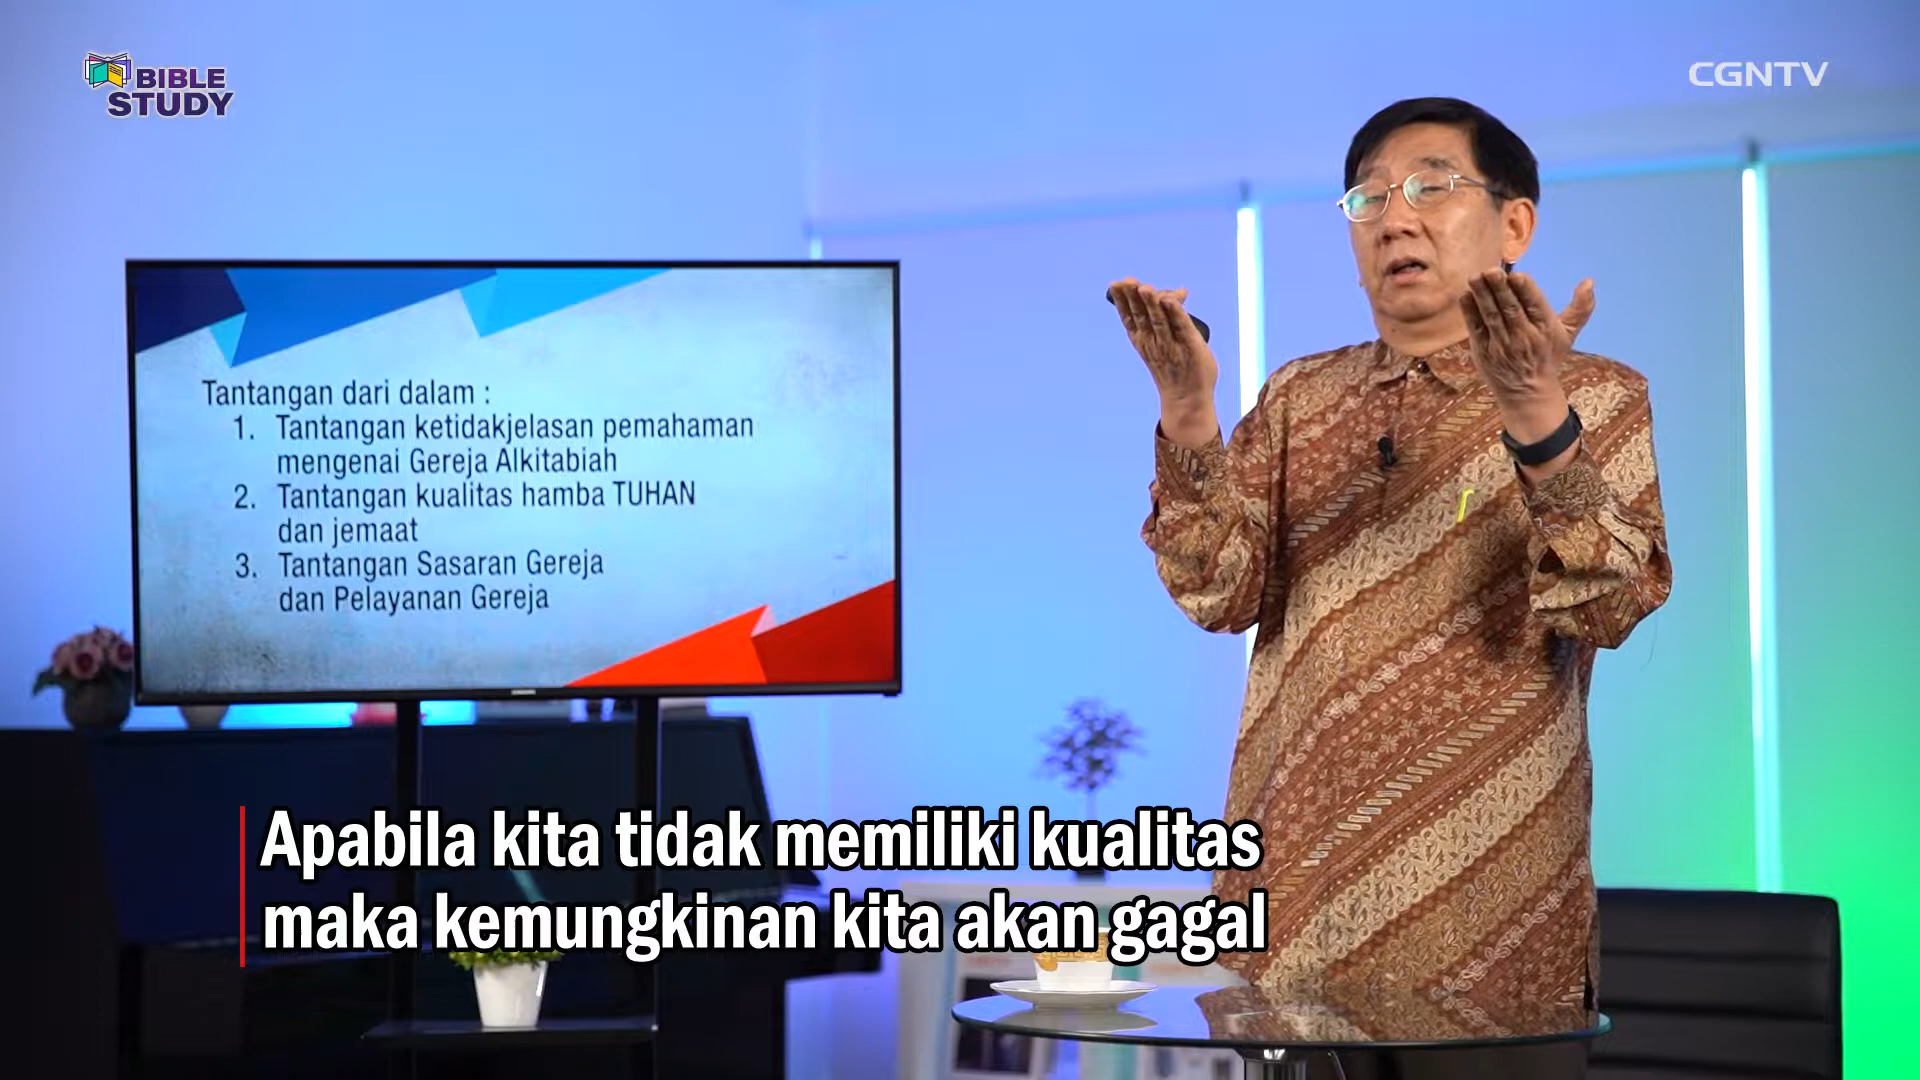 BIBLE
STUDY
CGNTV
Tantangan dari dalam :
1. Tantangan ketidakjelasan pemahaman
mengenai Gereja Alkitabiah
2. Tantangan kualitas hamba TUHAN
dan jemaat
3. Tantangan Sasaran Gereja
dan Pelayanan Gereja
Apabila kita tidak memiliki kualitas
maka kemungkinan kita akan gagal